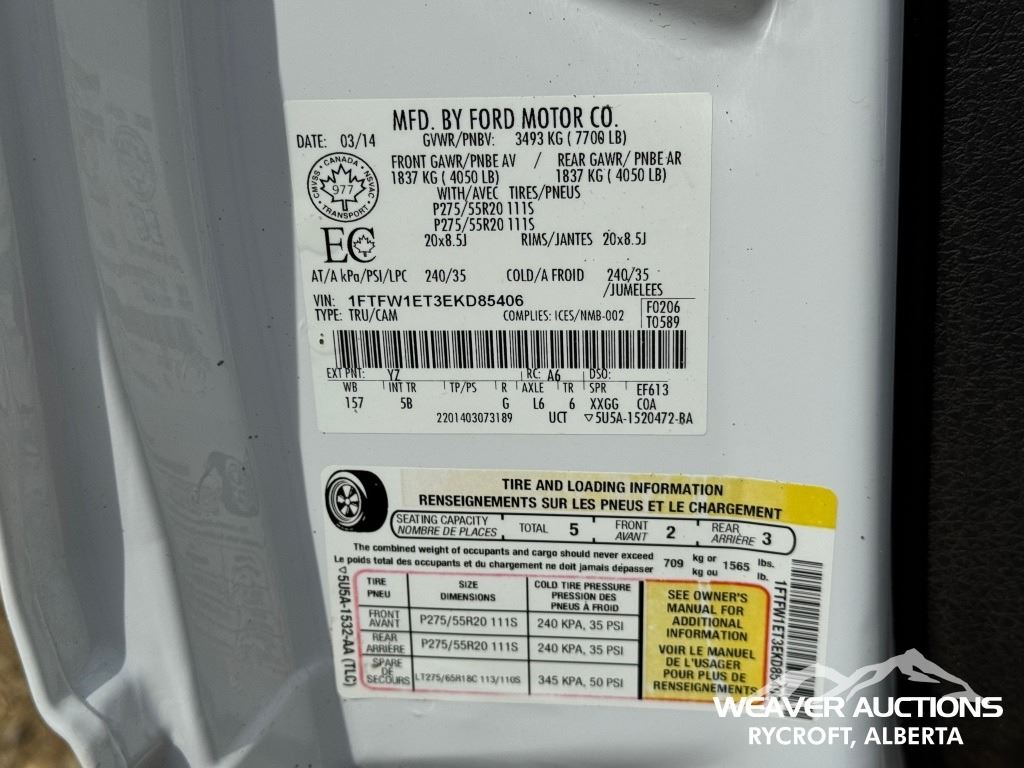 MFD. BY FORD MOTOR CO.
DATE: 03/14 GVWR/PNBV: 3493 KG ( 7700 LB)
FRONT GAWR/PNBE AV / REAR GAWR/ PNBE AR
1837 KG ( 4050 LB) 1837 KG ( 4050 LB)
WITH/AVEC TIRES/PNEUS
P275/55R20 111S
P275/55R20 111S
20x8.5J RIMS/JANTES 20x8.5J
CANADA
CMVSS NSVAC
977
TRANSPORT
EC
AT/A kPa/PSI/LPC 240/35 COLD/A FROID 240/35
/JUMELEES
VIN: 1FTFW1ET3EKD85406
TYPE: TRU/CAM COMPLIES: ICES/NMB-002
F0206
T0589
EXT PNT: YZ RC: A6 DSO:
WB INT TR TP/PS R AXLE TR SPR EF613
157 5B G L6 6 XXGG COA
2201403073189 UCT ▽5U5A-1520472-BA
TIRE AND LOADING INFORMATION
RENSEIGNEMENTS SUR LES PNEUS ET LE CHARGEMENT
SEATING CAPACITY
NOMBRE DE PLACES
TOTAL 5
FRONT
AVANT 2
REAR
ARRIÈRE 3
The combined weight of occupants and cargo should never exceed
Le poids total des occupants et du chargement ne doit jamais dépasser
709 kg or 1565 lbs.
kg ou lb.
TIRE SIZE COLD TIRE PRESSURE
PNEU DIMENSIONS PRESSION DES
PNEUS À FROID
FRONT
AVANT P275/55R20 111S 240 KPA, 35 PSI
REAR
ARRIÈRE P275/55R20 111S 240 KPA, 35 PSI
SPARE
DE
SECOURS LT275/65R18C 113/110S 345 KPA, 50 PSI
SEE OWNER'S
MANUAL FOR
ADDITIONAL
INFORMATION
VOIR LE MANUEL
DE L'USAGER
POUR PLUS DE
RENSEIGNEMENTS
▽5U5A-1532-AA (TLC)
WEAVER AUCTIONS
RYCROFT, ALBERTA